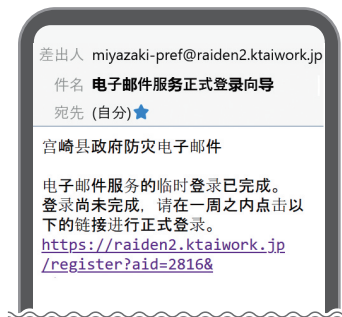 差出人 miyazaki-pref@raiden2.ktaiwork.jp
件名 电子邮件服务正式登录向导
宛先 (自分)
宫崎县政府防灾电子邮件
电子邮件服务的临时登录已完成。
登录尚未完成，请在一周之内点击以
下的链接进行正式登录。
https://raiden2.ktaiwork.jp
/register?aid=2816&